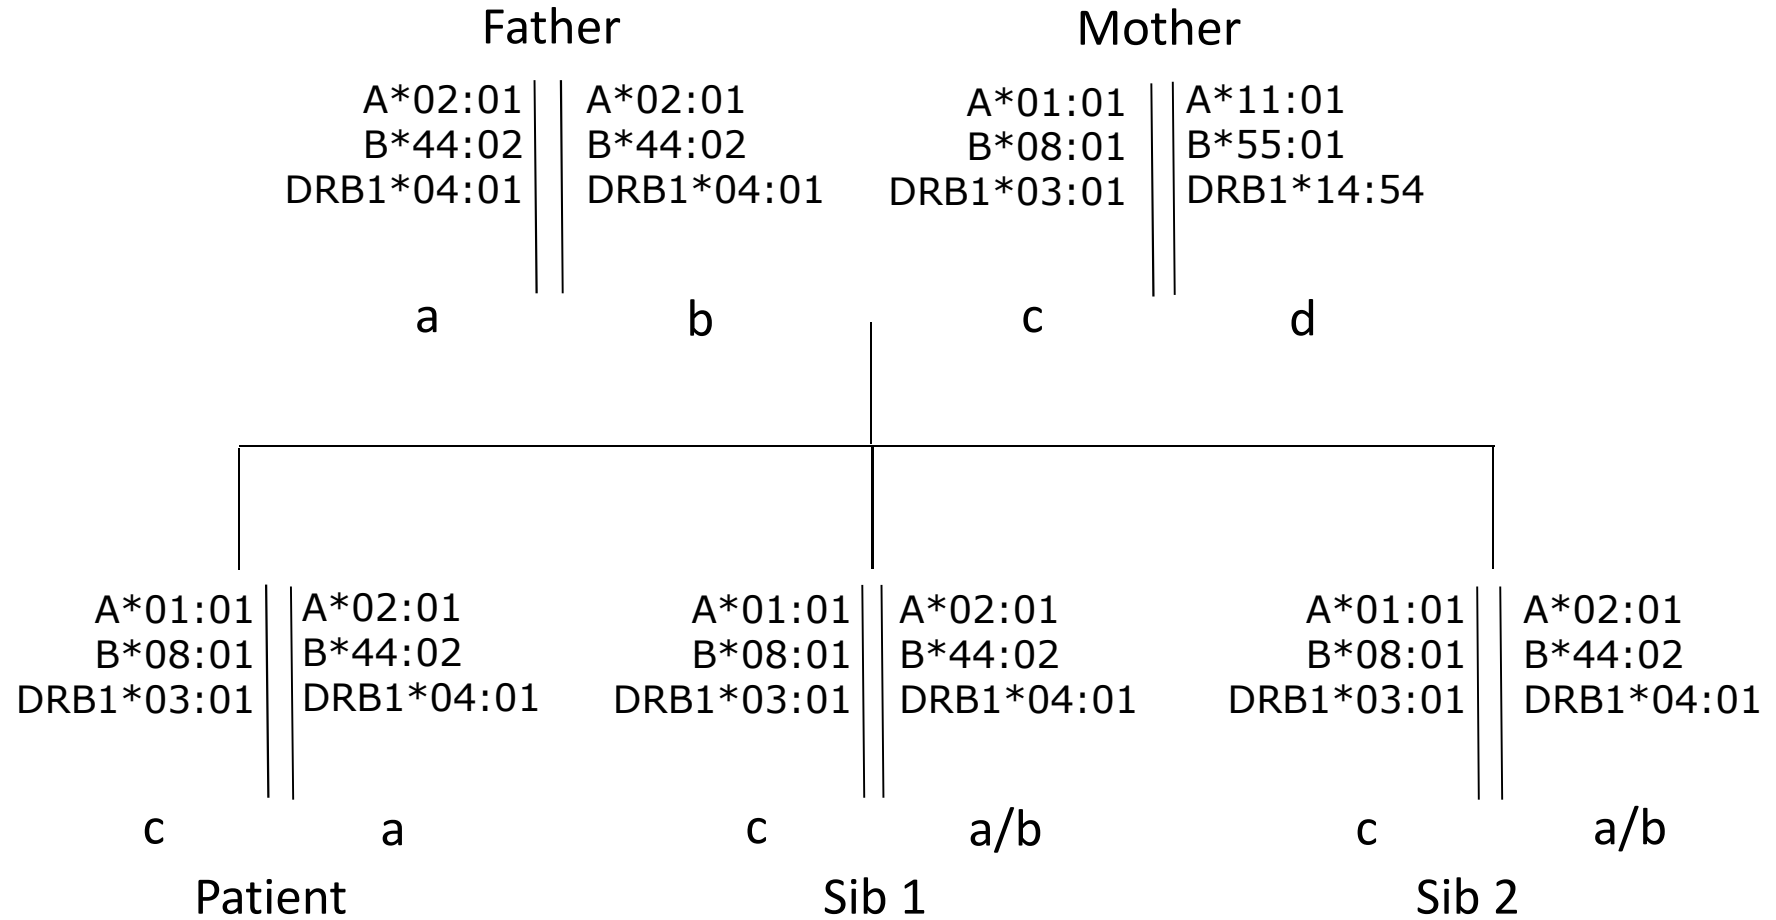 Father
Mother
A*02:01
B*44:02
DRB1*04:01
A*02:01
B*44:02
DRB1*04:01
A*01:01
B*08:01
DRB1*03:01
A*11:01
B*55:01
DRB1*14:54
a
b
c
d
A*01:01
B*08:01
DRB1*03:01
A*02:01
B*44:02
DRB1*04:01
A*01:01
B*08:01
DRB1*03:01
A*02:01
B*44:02
DRB1*04:01
A*01:01
B*08:01
DRB1*03:01
A*02:01
B*44:02
DRB1*04:01
c
a
c
a/b
c
a/b
Patient
Sib 1
Sib 2